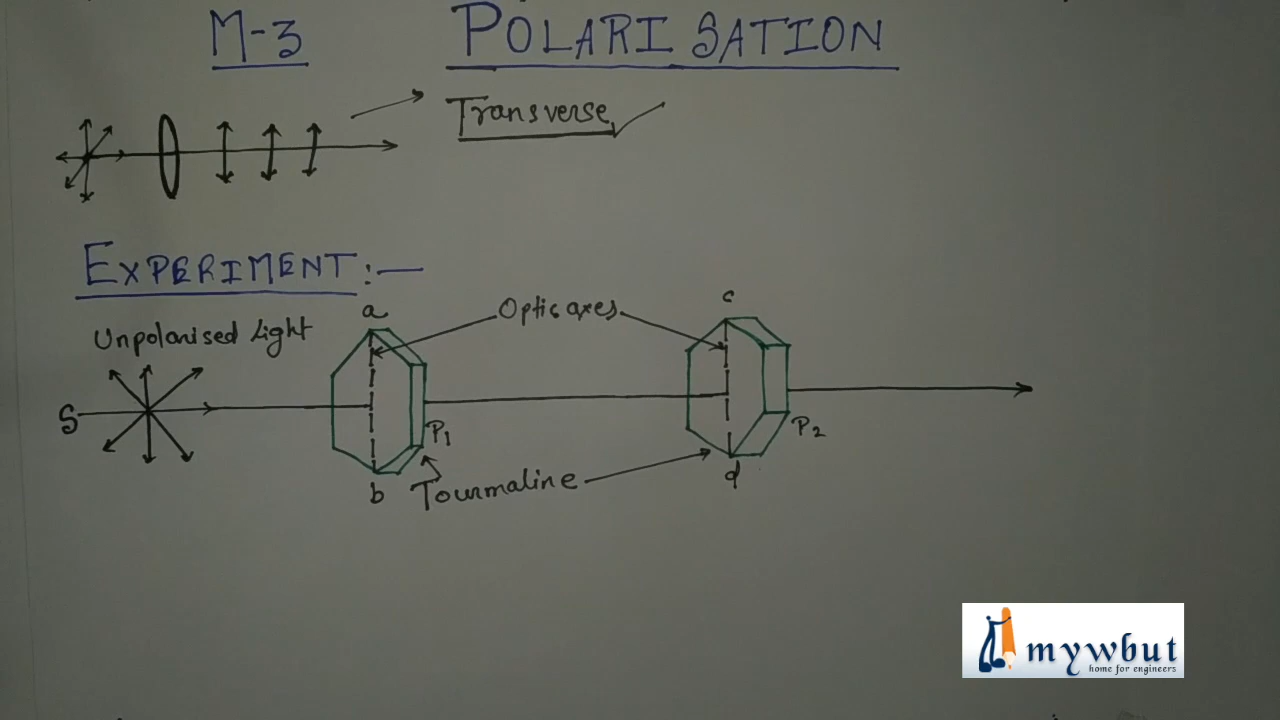 M-3 POLARISATION
Transverse
EXPERIMENT:—
Unpolarised Light
a
Optic axes
c
S
P1
P2
b
Tourmaline
d
mywbut
home for engineers